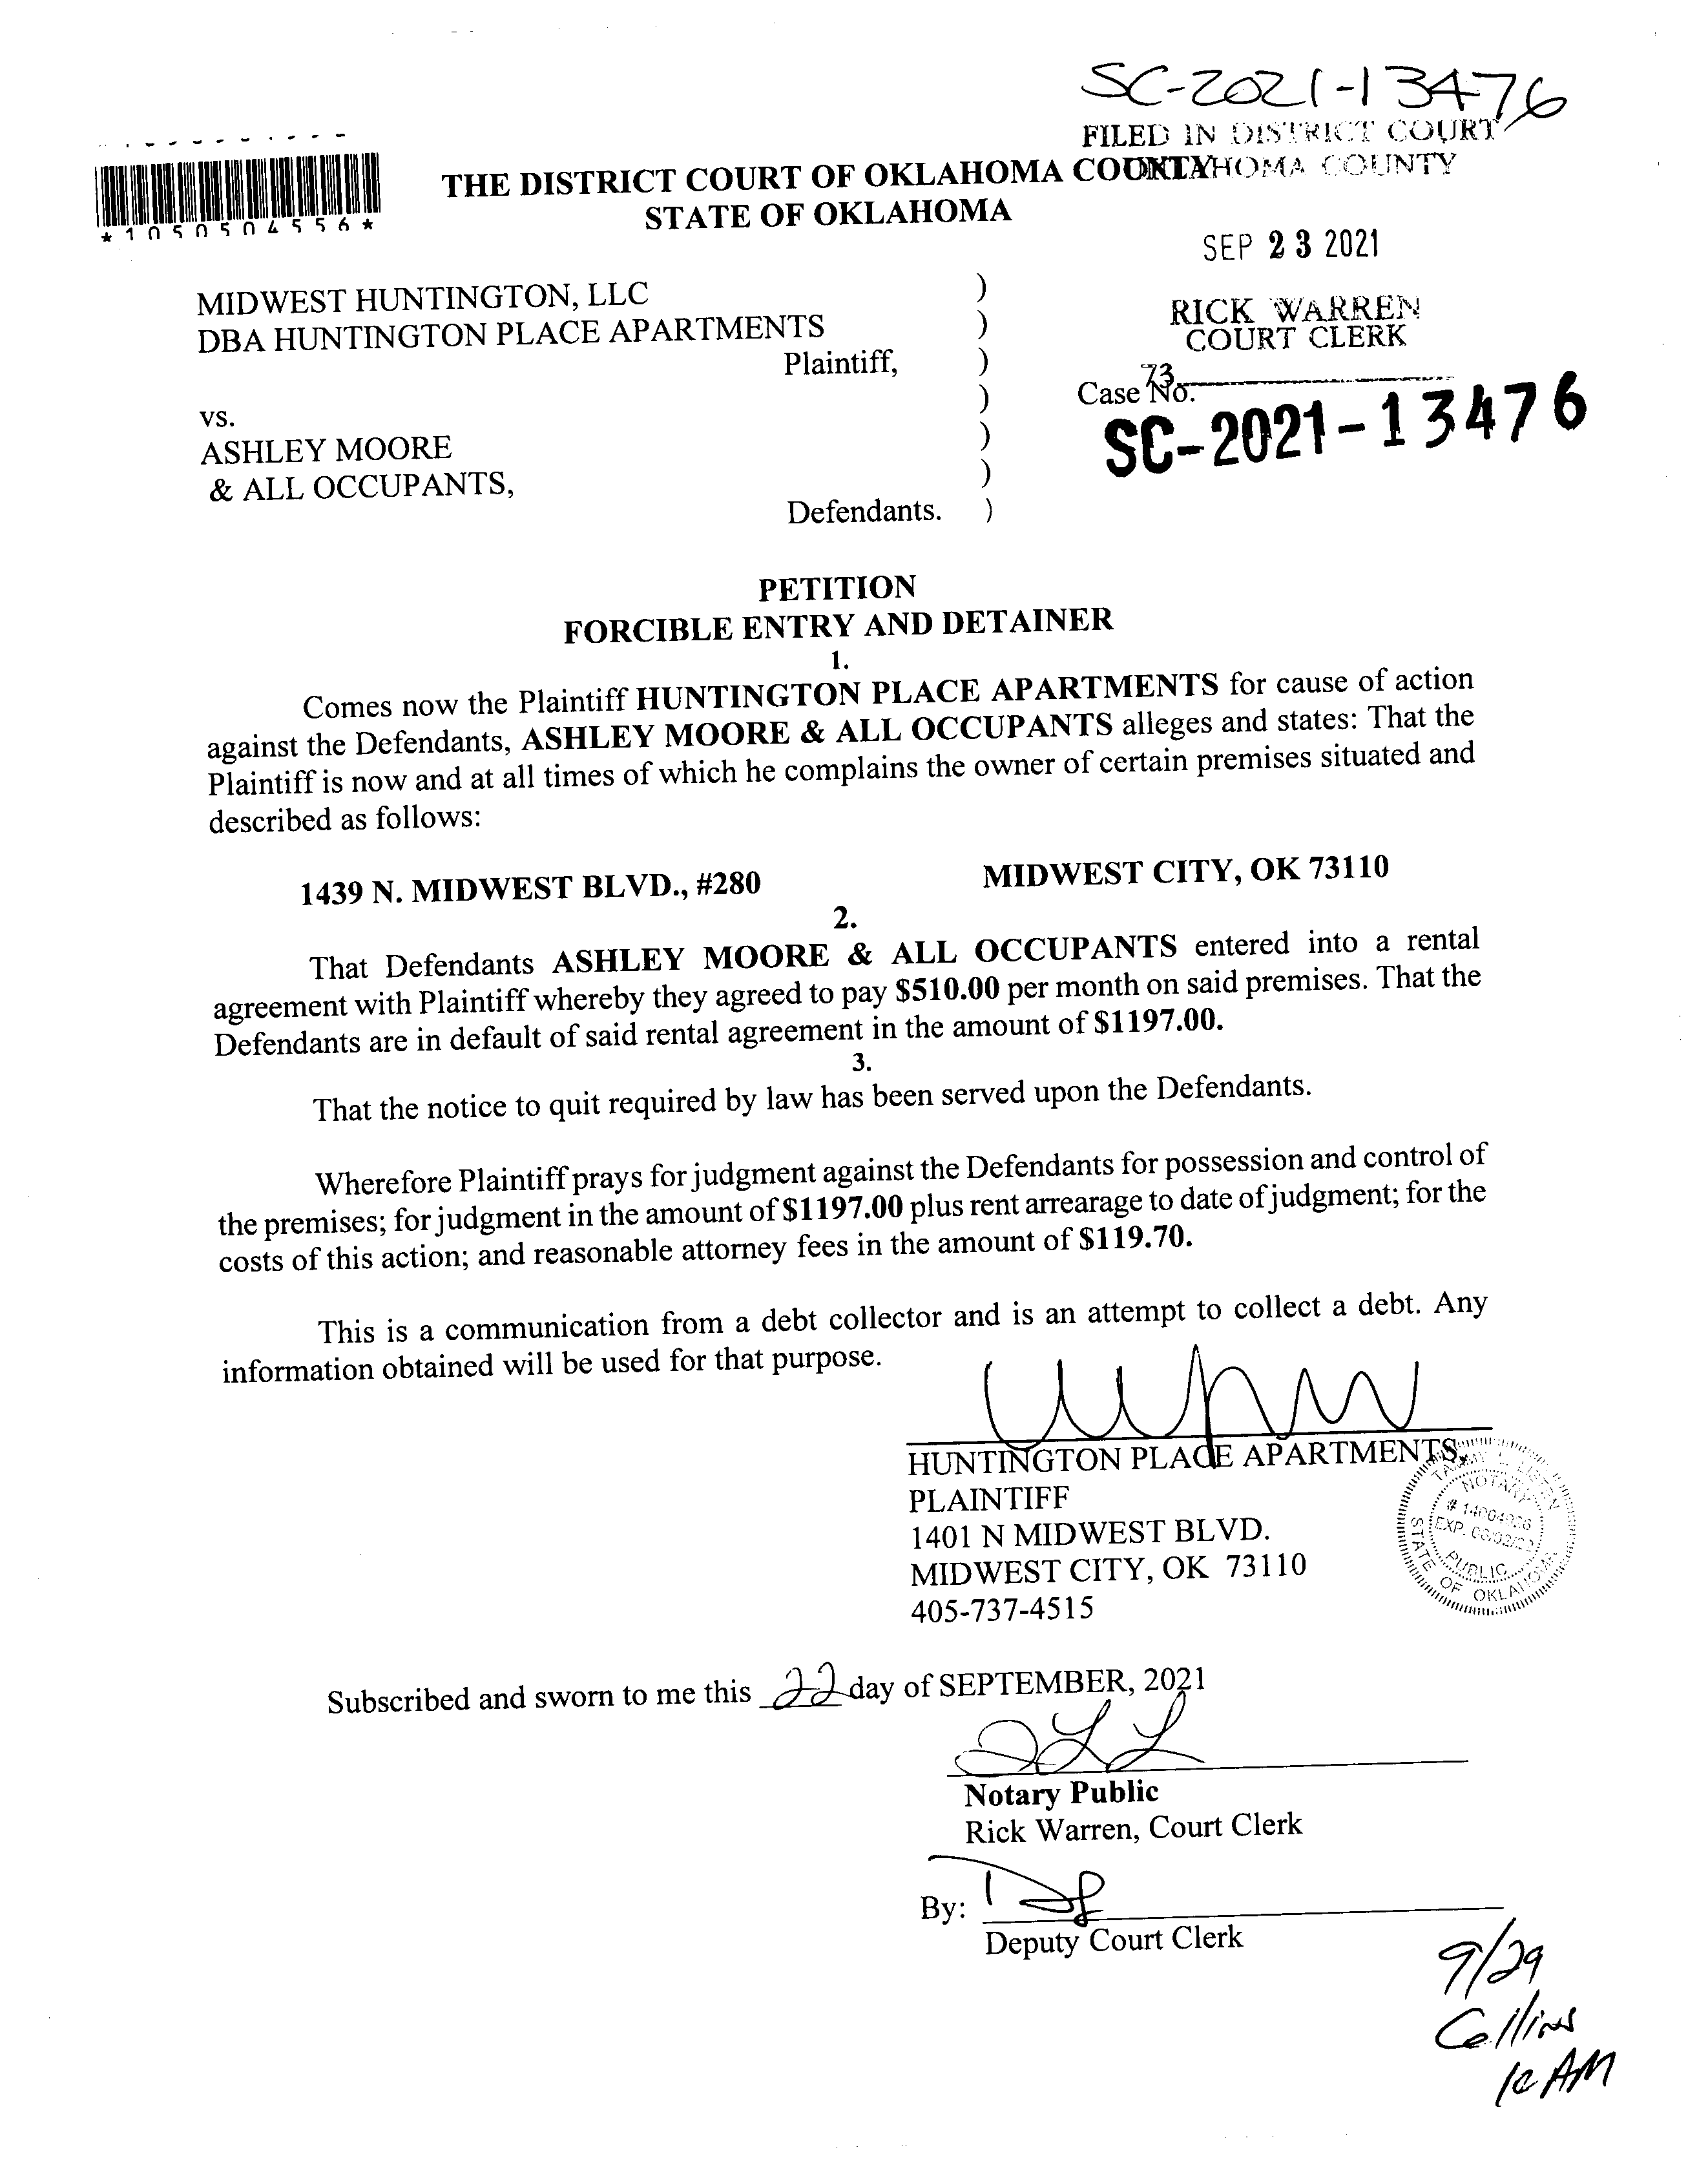 SC-2021-13476
FILED IN DISTRICT COURT
OKLAHOMA COUNTY
THE DISTRICT COURT OF OKLAHOMA COUNTY
STATE OF OKLAHOMA
*1050504556*
SEP 23 2021
MIDWEST HUNTINGTON, LLC )
DBA HUNTINGTON PLACE APARTMENTS )
Plaintiff, )
RICK WARREN
COURT CLERK
73
Case No.
SC-2021-13476
)
vs.
ASHLEY MOORE )
& ALL OCCUPANTS, )
Defendants. )
PETITION
FORCIBLE ENTRY AND DETAINER
1.
Comes now the Plaintiff HUNTINGTON PLACE APARTMENTS for cause of action
against the Defendants, ASHLEY MOORE & ALL OCCUPANTS alleges and states: That the
Plaintiff is now and at all times of which he complains the owner of certain premises situated and
described as follows:
1439 N. MIDWEST BLVD., #280 MIDWEST CITY, OK 73110
2.
That Defendants ASHLEY MOORE & ALL OCCUPANTS entered into a rental
agreement with Plaintiff whereby they agreed to pay $510.00 per month on said premises. That the
Defendants are in default of said rental agreement in the amount of $1197.00.
3.
That the notice to quit required by law has been served upon the Defendants.
Wherefore Plaintiff prays for judgment against the Defendants for possession and control of
the premises; for judgment in the amount of $1197.00 plus rent arrearage to date of judgment; for the
costs of this action; and reasonable attorney fees in the amount of $119.70.
This is a communication from a debt collector and is an attempt to collect a debt. Any
information obtained will be used for that purpose.
HUNTINGTON PLACE APARTMENTS,
PLAINTIFF
1401 N MIDWEST BLVD.
MIDWEST CITY, OK 73110
405-737-4515
NOTARY
PUBLIC
STATE OF OKLAHOMA
Subscribed and sworn to me this 22 day of SEPTEMBER, 2021
Notary Public
Rick Warren, Court Clerk
By:
Deputy Court Clerk
9/29
Collins
10 AM